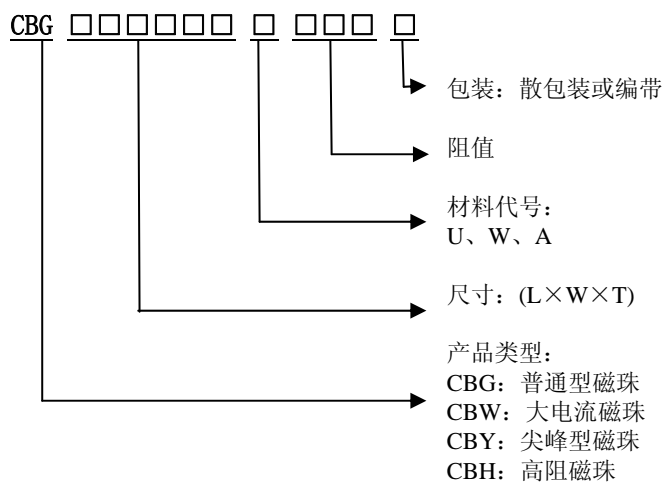 CBG □□□□□□ □ □□□ □
包装：散包装或编带
阻值
材料代号：
U、W、A
尺寸：(L×W×T)
产品类型：
CBG：普通型磁珠
CBW：大电流磁珠
CBY：尖峰型磁珠
CBH：高阻磁珠